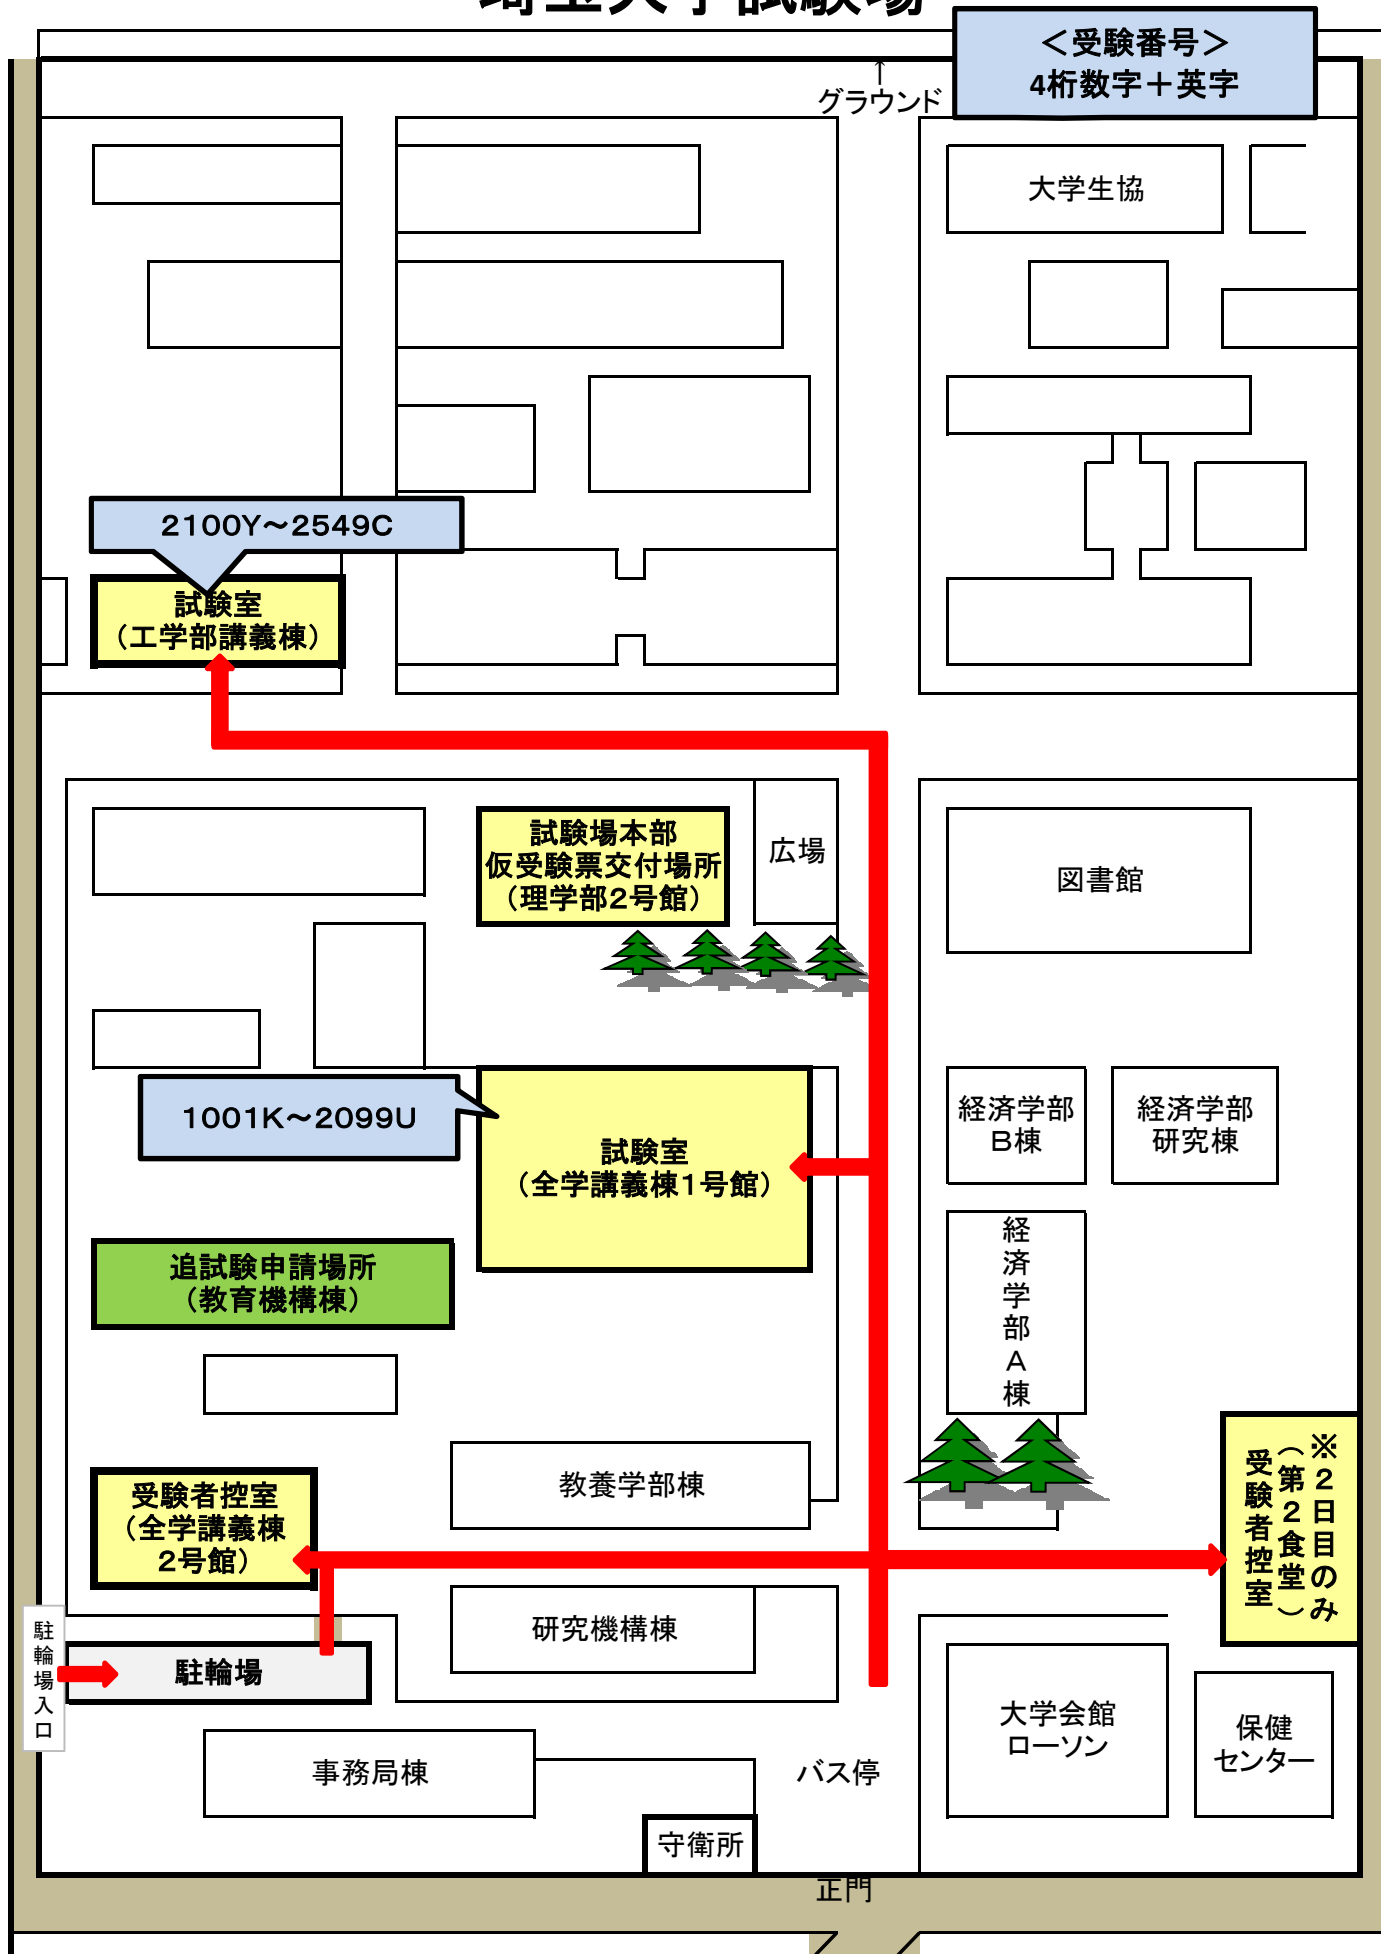 埼玉大学試験場
＜受験番号＞
4桁数字＋英字
↑
グラウンド
大学生協
2100Y～2549C
試験室
（工学部講義棟）
試験場本部
仮受験票交付場所
（理学部2号館）
広場
図書館
1001K～2099U
試験室
（全学講義棟1号館）
経済学部
B棟
経済学部
研究棟
追試験申請場所
（教育機構棟）
経済学部A棟
教養学部棟
受験者控室
（全学講義棟
2号館）
※2日目のみ
（第2食堂）
受験者控室
研究機構棟
駐輪場入口
駐輪場
大学会館
ローソン
保健
センター
事務局棟
バス停
守衛所
正門